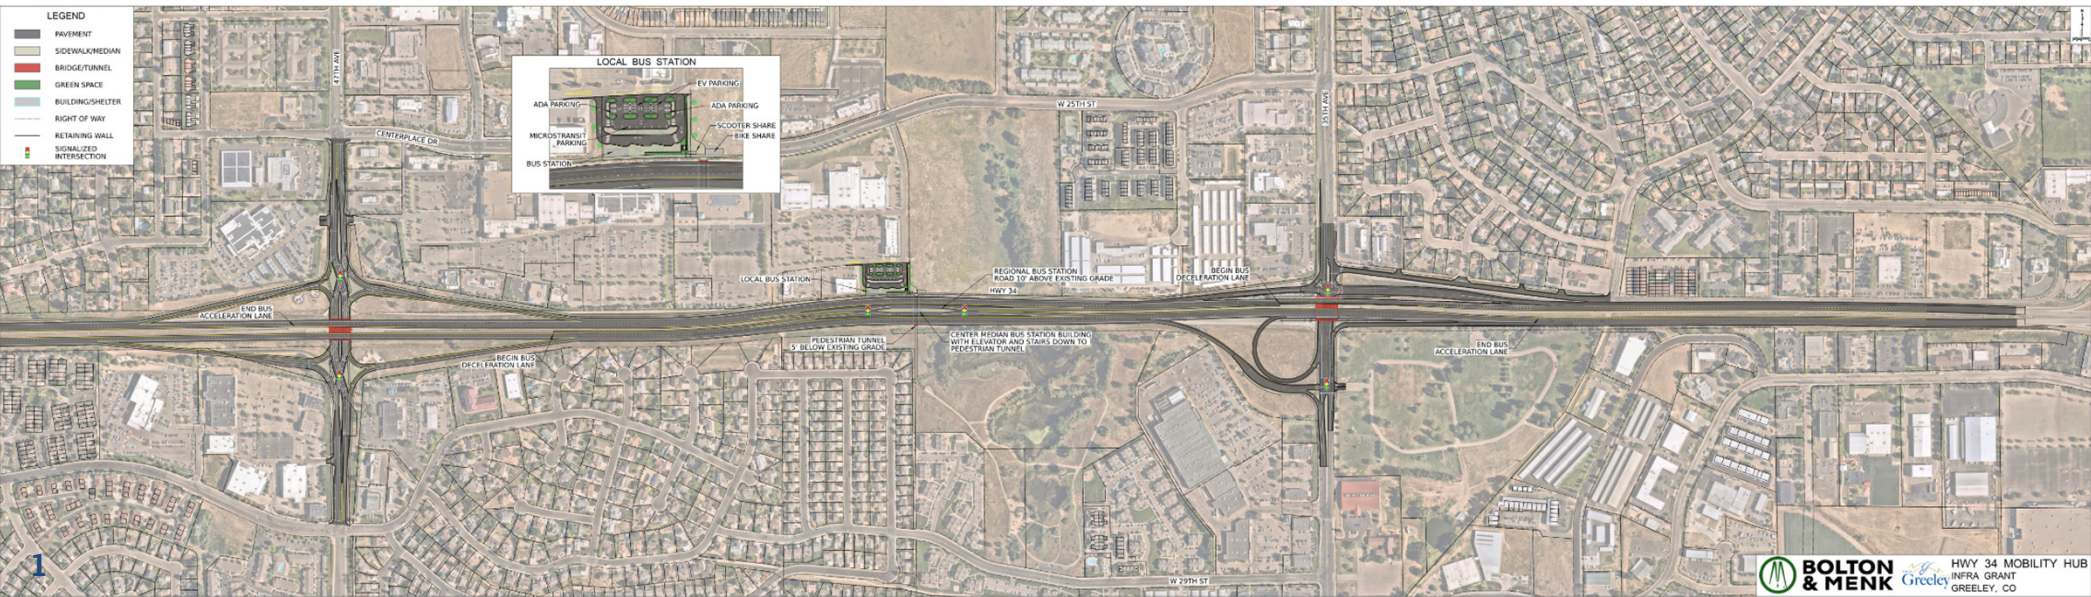 LEGEND
PAVEMENT
SIDEWALK/MEDIAN
BRIDGE/TUNNEL
GREEN SPACE
BUILDING/SHELTER
RIGHT OF WAY
RETAINING WALL
SIGNALIZED
INTERSECTION
47TH AVE
CENTERPLACE DR
LOCAL BUS STATION
EV PARKING
ADA PARKING
ADA PARKING
SCOOTER SHARE
BIKE SHARE
MICROSTRANSIT
PARKING
BUS STATION
W 25TH ST
35TH AVE
LOCAL BUS STATION
REGIONAL BUS STATION
ROAD 10' ABOVE EXISTING GRADE
HWY 34
BEGIN BUS
DECELERATION LANE
END BUS
ACCELERATION LANE
BEGIN BUS
DECELERATION LANE
PEDESTRIAN TUNNEL
5' BELOW EXISTING GRADE
CENTER MEDIAN BUS STATION BUILDING
WITH ELEVATOR AND STAIRS DOWN TO
PEDESTRIAN TUNNEL
END BUS
ACCELERATION LANE
W 29TH ST
1
BOLTON
& MENK
Greeley
HWY 34 MOBILITY HUB
INFRA GRANT
GREELEY, CO